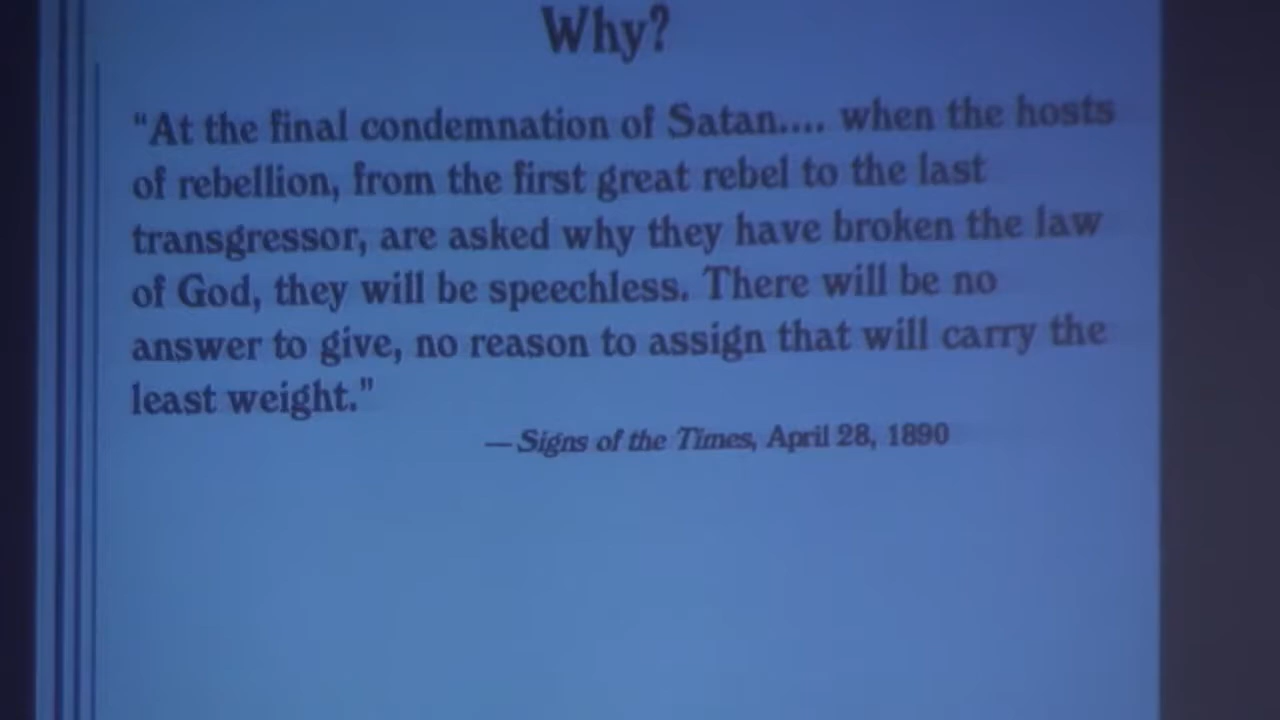 Why?
"At the final condemnation of Satan.... when the hosts
of rebellion, from the first great rebel to the last
transgressor, are asked why they have broken the law
of God, they will be speechless. There will be no
answer to give, no reason to assign that will carry the
least weight."
—Signs of the Times, April 28, 1890